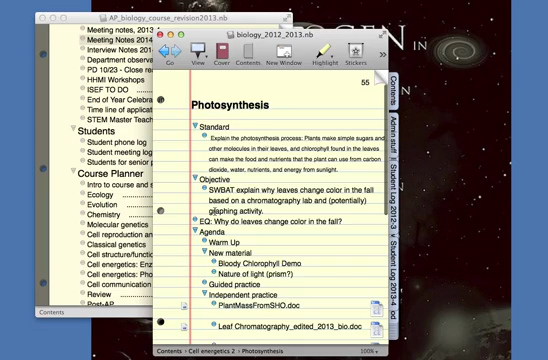 AP_biology_course_revision2013.nb
Meeting notes, 2013
Meeting Notes 2014
Interview Notes 201
Department observa
PD 10/23 - Close re
HHMI Workshops
ISEF TO DO
End of Year Celebra
Time line of applicat
STEM Master Teach
Students
Student phone log
Student meeting log
Students for senior p
Course Planner
Intro to course and s
Ecology
Evolution
Chemistry
Molecular genetics
Cell reproduction an
Classical genetics
Cell structure/functi
Cell energetics: Enz
Cell energetics: Pho
Cell communication
Review
Post-AP
Contents
OGEN IN
biology_2012_2013.nb
Go View Cover Contents New Window Highlight Stickers
55
Photosynthesis
Standard
Explain the photosynthesis process: Plants make simple sugars and
other molecules in their leaves, and chlorophyll found in the leaves
can make the food and nutrients that the plant can use from carbon
dioxide, water, nutrients, and energy from sunlight.
Objective
SWBAT explain why leaves change color in the fall
based on a chromatography lab and (potentially)
graphing activity.
EQ: Why do leaves change color in the fall?
Agenda
Warm Up
New material
Bloody Chlorophyll Demo
Nature of light (prism?)
Guided practice
Independent practice
PlantMassFromSHO.doc
Leaf Chromatography_edited_2013_bio.doc
Contents › Cell energetics 2 › Photosynthesis
100%
Contents
Admin stuff
Student Log 2012-3
Student Log 2013-4